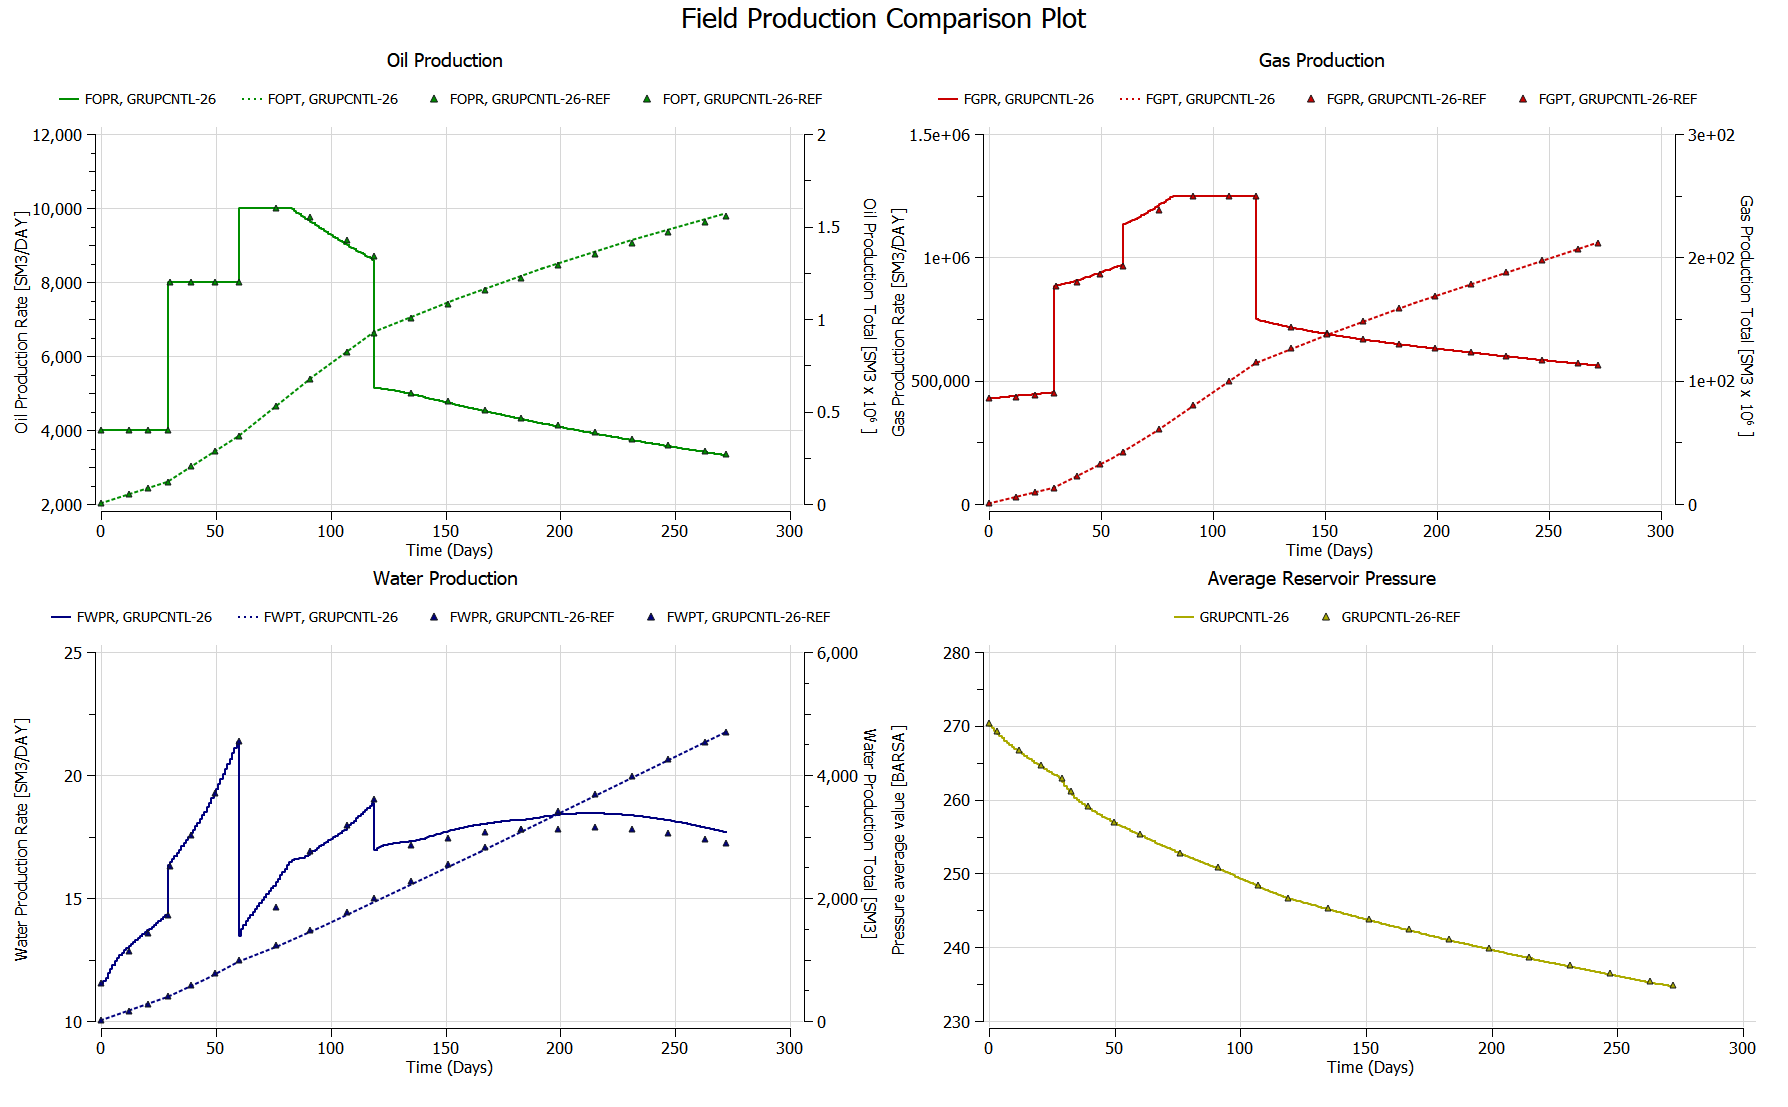 Field Production Comparison Plot
Oil Production
FOPR, GRUPCNTL-26 FOPT, GRUPCNTL-26 FOPR, GRUPCNTL-26-REF FOPT, GRUPCNTL-26-REF
12,000
10,000
8,000
6,000
4,000
2,000
Oil Production Rate [SM3/DAY]
2
1.5
1
0.5
0
Oil Production Total [SM3 x 10⁶ ]
0 50 100 150 200 250 300
Time (Days)
Gas Production
FGPR, GRUPCNTL-26 FGPT, GRUPCNTL-26 FGPR, GRUPCNTL-26-REF FGPT, GRUPCNTL-26-REF
1.5e+06
1e+06
500,000
0
Gas Production Rate [SM3/DAY]
3e+02
2e+02
1e+02
0
Gas Production Total [SM3 x 10⁶ ]
0 50 100 150 200 250 300
Time (Days)
Water Production
FWPR, GRUPCNTL-26 FWPT, GRUPCNTL-26 FWPR, GRUPCNTL-26-REF FWPT, GRUPCNTL-26-REF
25
20
15
10
Water Production Rate [SM3/DAY]
6,000
4,000
2,000
0
Water Production Total [SM3]
0 50 100 150 200 250 300
Time (Days)
Average Reservoir Pressure
GRUPCNTL-26 GRUPCNTL-26-REF
280
270
260
250
240
230
Pressure average value [BARSA]
0 50 100 150 200 250 300
Time (Days)